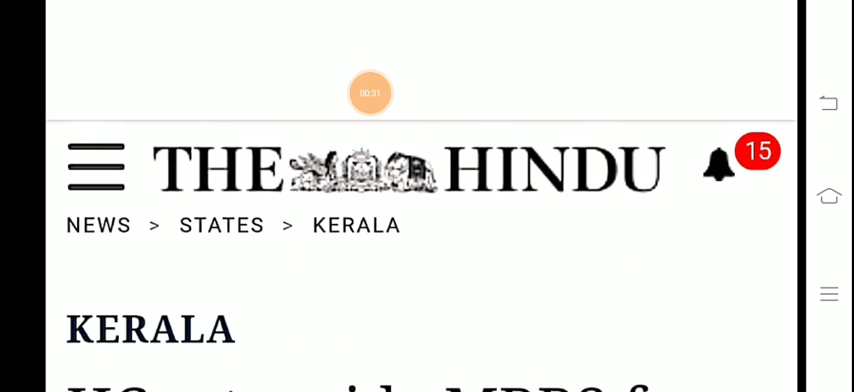 00:31
THE HINDU
15
NEWS > STATES > KERALA
KERALA